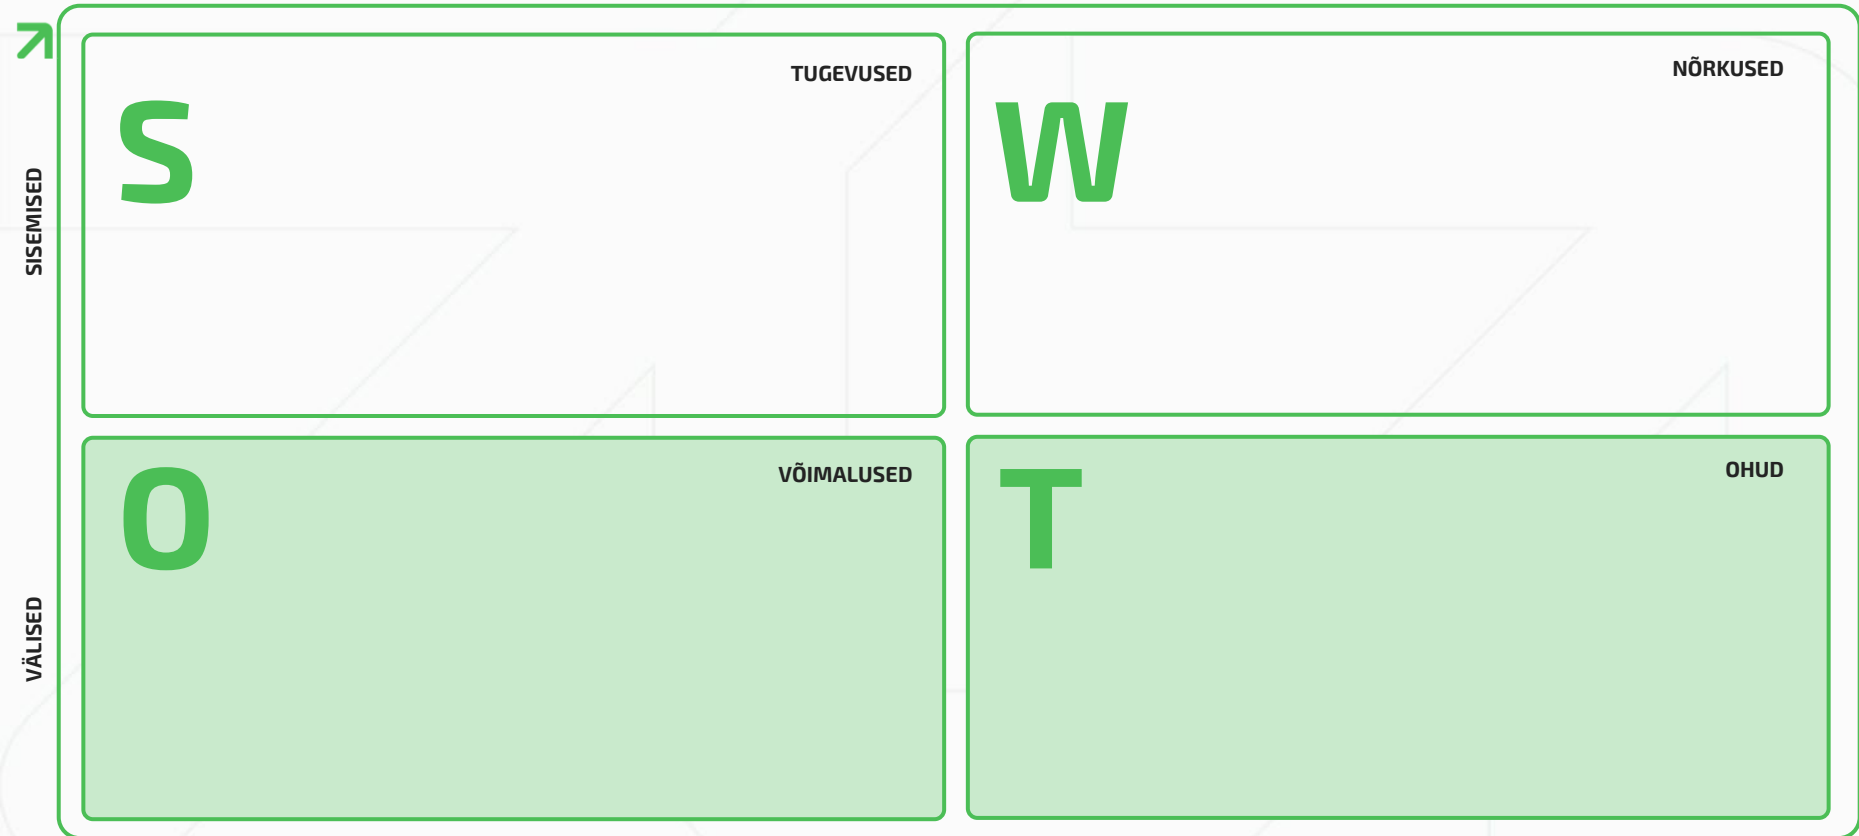 SISEMISED
S
TUGEVUSED
W
NÕRKUSED
VÄLISED
O
VÕIMALUSED
T
OHUD